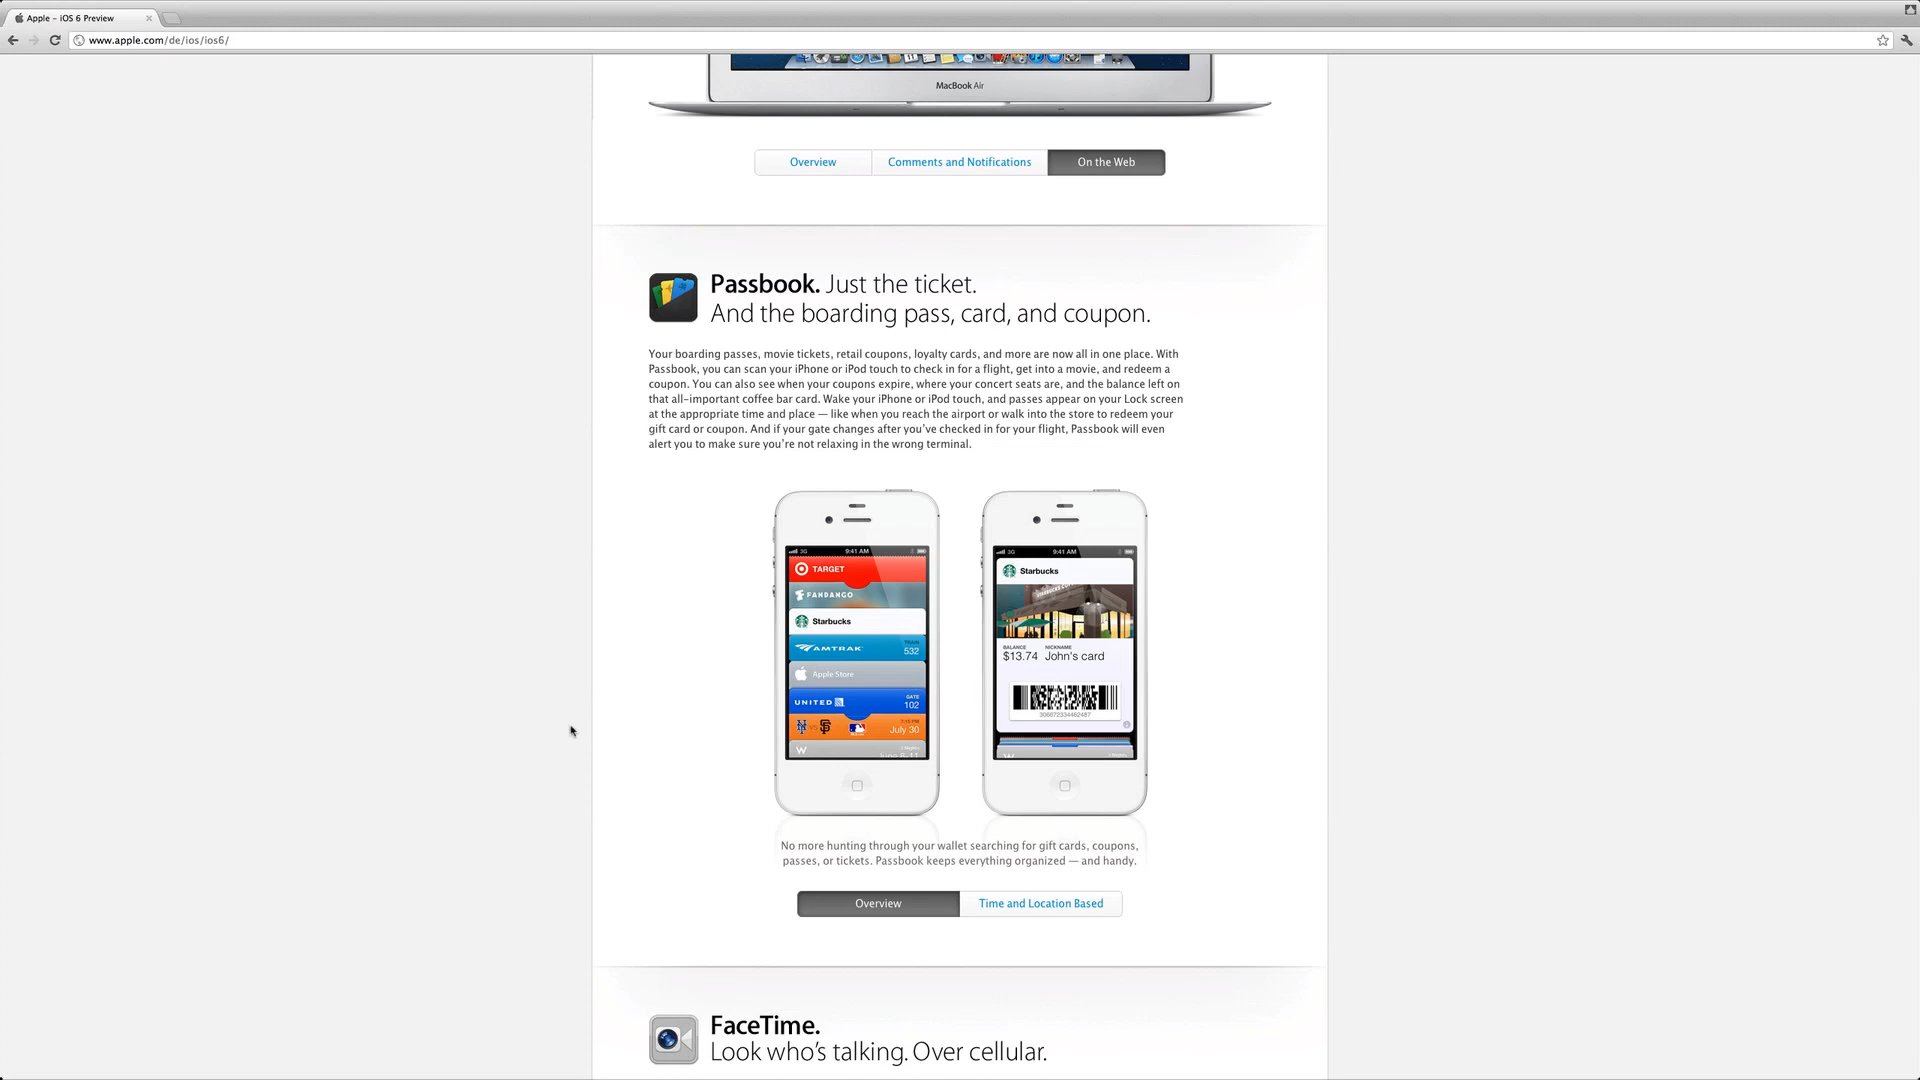 Apple – iOS 6 Preview
www.apple.com/de/ios/ios6/
MacBook Air
Overview
Comments and Notifications
On the Web
Passbook. Just the ticket.
And the boarding pass, card, and coupon.
Your boarding passes, movie tickets, retail coupons, loyalty cards, and more are now all in one place. With
Passbook, you can scan your iPhone or iPod touch to check in for a flight, get into a movie, and redeem a
coupon. You can also see when your coupons expire, where your concert seats are, and the balance left on
that all-important coffee bar card. Wake your iPhone or iPod touch, and passes appear on your Lock screen
at the appropriate time and place — like when you reach the airport or walk into the store to redeem your
gift card or coupon. And if your gate changes after you’ve checked in for your flight, Passbook will even
alert you to make sure you’re not relaxing in the wrong terminal.
3G 9:41 AM
TARGET
FANDANGO
Starbucks
AMTRAK
TRAIN
532
Apple Store
UNITED
GATE
102
July 30
W
3G 9:41 AM
Starbucks
BALANCE NICKNAME
$13.74 John's card
No more hunting through your wallet searching for gift cards, coupons,
passes, or tickets. Passbook keeps everything organized — and handy.
Overview
Time and Location Based
FaceTime.
Look who’s talking. Over cellular.